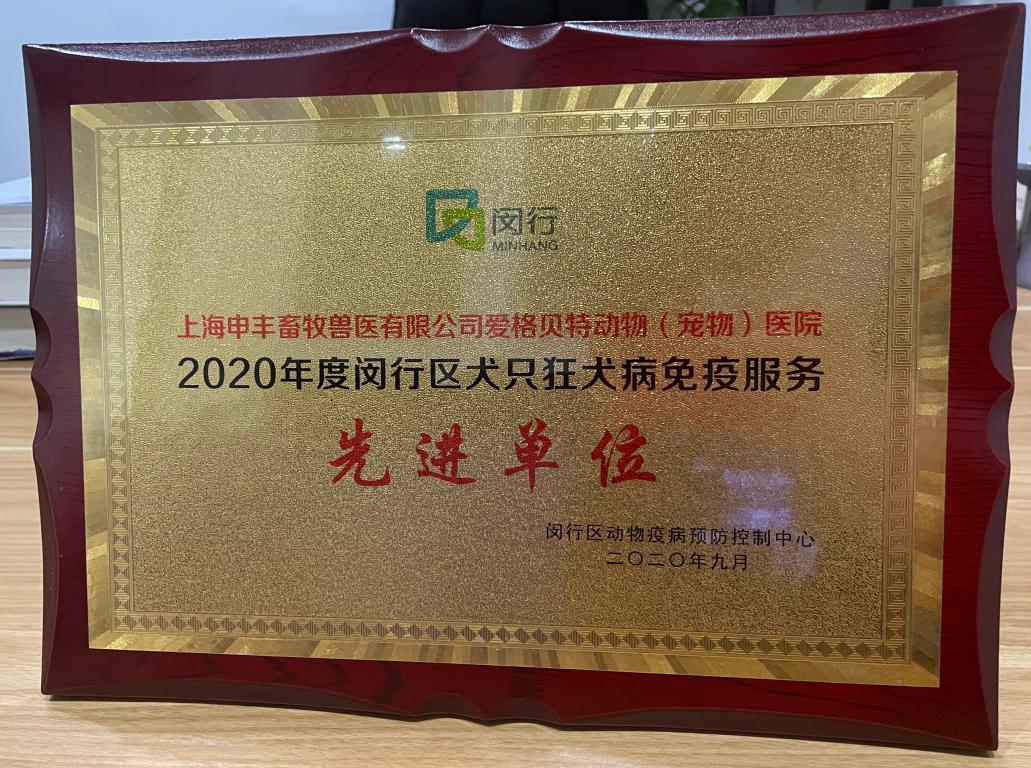 闵行
MINHANG
上海申丰畜牧兽医有限公司爱格贝特动物（宠物）医院
2020年度闵行区犬只狂犬病免疫服务
先进单位
闵行区动物疫病预防控制中心
二〇二〇年九月